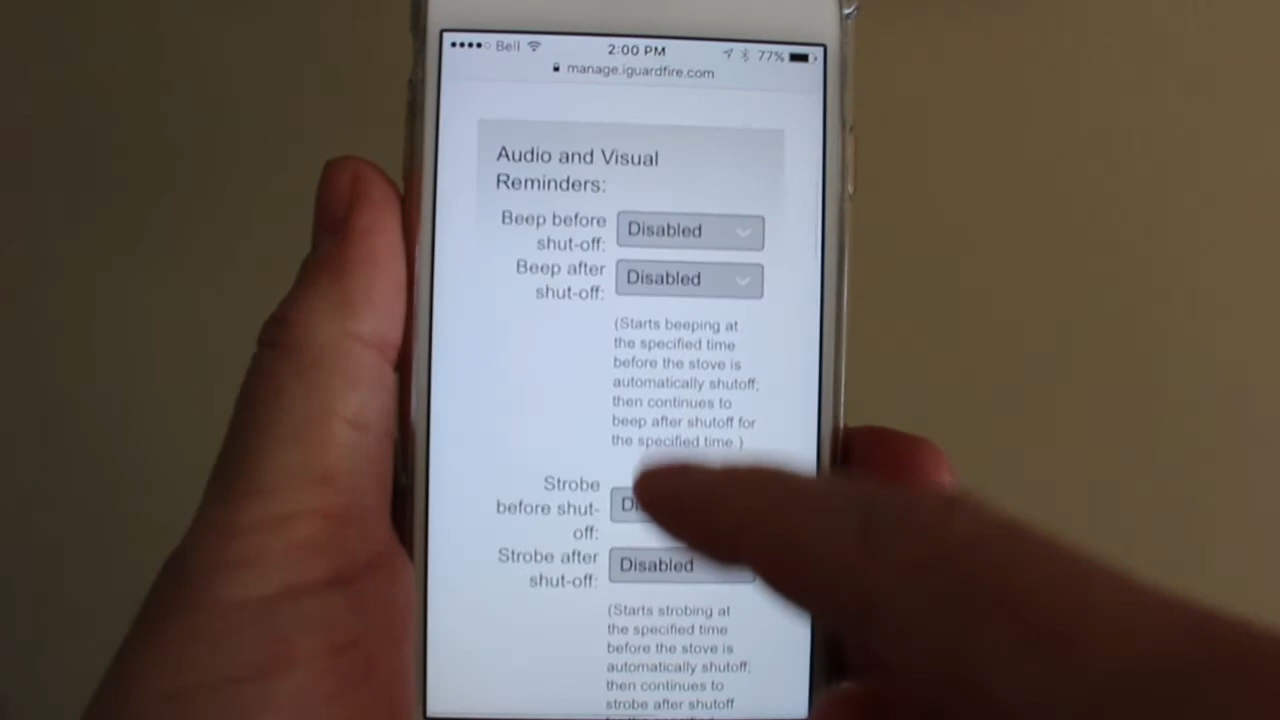 Bell 2:00 PM 77%
manage.iguardfire.com
Audio and Visual
Reminders:
Beep before
shut-off:
Disabled
Beep after
shut-off:
Disabled
(Starts beeping at
the specified time
before the stove is
automatically shutoff;
then continues to
beep after shutoff for
the specified time.)
Strobe
before shut-
off:
Strobe after
shut-off:
Disabled
(Starts strobing at
the specified time
before the stove is
automatically shutoff;
then continues to
strobe after shutoff